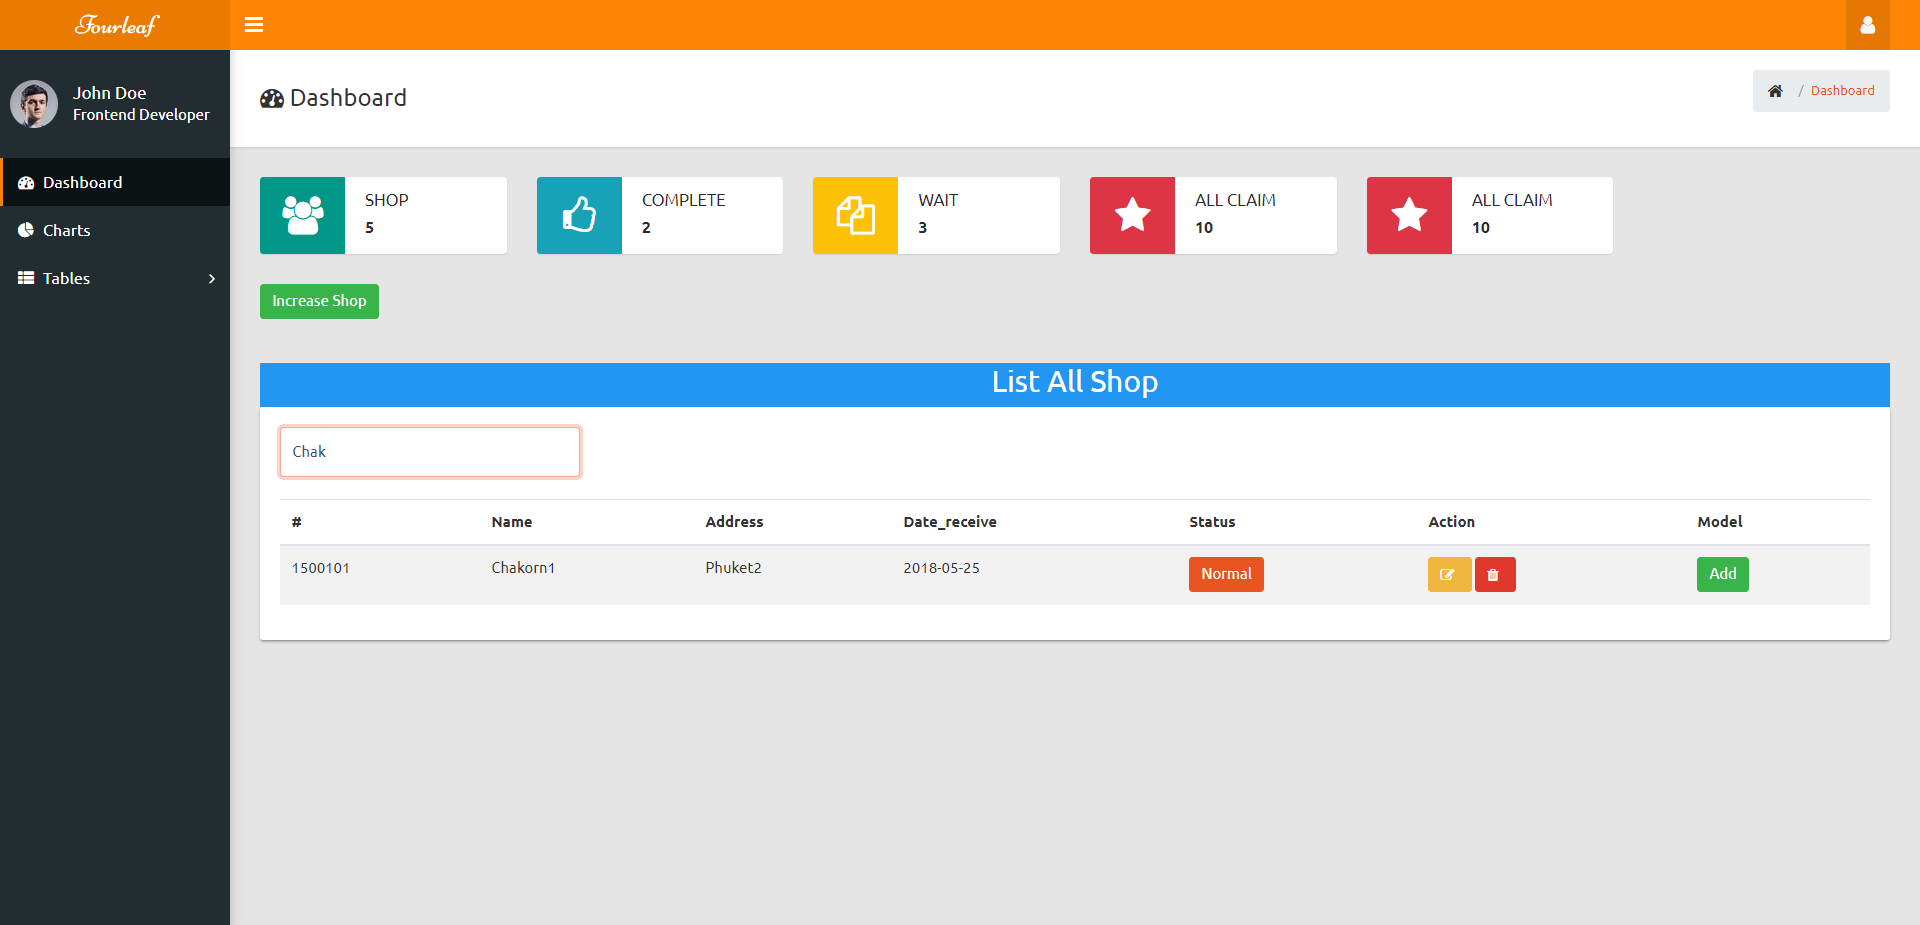 Fourleaf
John Doe
Frontend Developer
Dashboard
Charts
Tables
Dashboard
/ Dashboard
SHOP
5
COMPLETE
2
WAIT
3
ALL CLAIM
10
ALL CLAIM
10
Increase Shop
List All Shop
Chak
# Name Address Date_receive Status Action Model
1500101 Chakorn1 Phuket2 2018-05-25 Normal Add